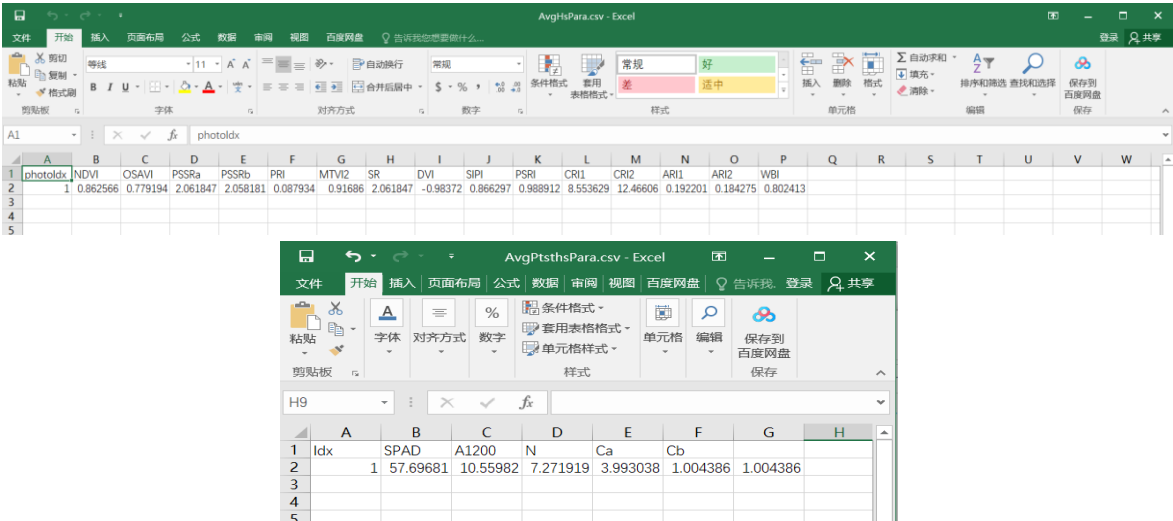 AvgHsPara.csv - Excel
文件 开始 插入 页面布局 公式 数据 审阅 视图 百度网盘 告诉我您想要做什么... 登录 共享
剪切 等线 11 A A 自动换行 常规 常规 好 Σ 自动求和
粘贴 复制 条件格式 套用 插入 删除 格式 填充 排序和筛选 查找和选择 保存到
格式刷 B I U A 变 合并后居中 $ % , 表格格式 差 适中 清除 百度网盘
剪贴板 字体 对齐方式 数字 样式 单元格 编辑 保存
A1 fx photoIdx
A B C D E F G H I J K L M N O P Q R S T U V W
1 photoIdx NDVI OSAVI PSSRa PSSRb PRI MTVI2 SR DVI SIPI PSRI CRI1 CRI2 ARI1 ARI2 WBI
2 1 0.862566 0.779194 2.061847 2.058181 0.087934 0.91686 2.061847 -0.98372 0.866297 0.988912 8.553629 12.46606 0.192201 0.184275 0.802413
3
4
5
AvgPtsthsPara.csv - Excel
文件 开始 插入 页面布局 公式 数据 审阅 视图 百度网盘 告诉我. 登录 共享
A % 条件格式
粘贴 字体 对齐方式 数字 套用表格格式 单元格 编辑 保存到
单元格样式 百度网盘
剪贴板 样式 保存
H9 fx
A B C D E F G H
1 Idx SPAD A1200 N Ca Cb
2 1 57.69681 10.55982 7.271919 3.993038 1.004386 1.004386
3
4
5